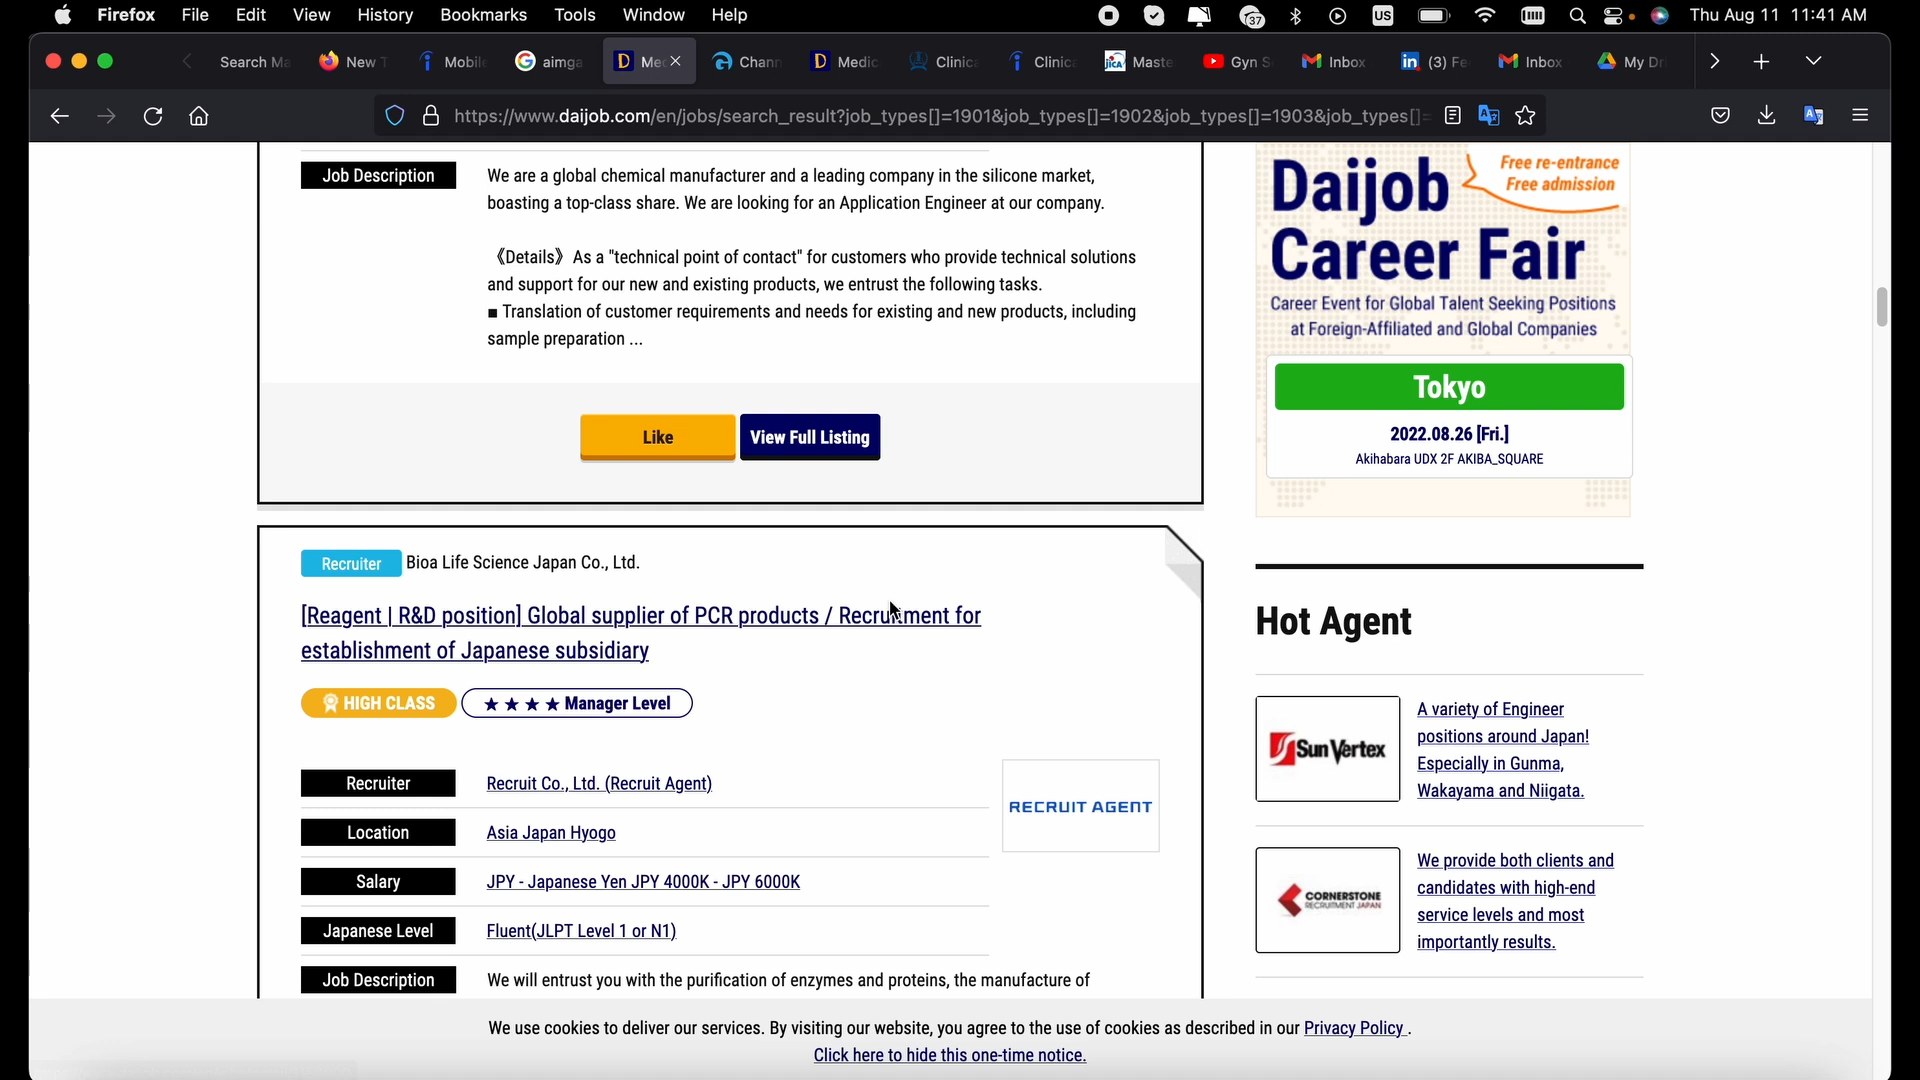 Firefox File Edit View History Bookmarks Tools Window Help
37
US
Thu Aug 11 11:41 AM
Search Ma
New T
Mobile
aimga
Med
Chann
Medic
Clinica
Clinica
Maste
Gyn S
Inbox
(3) Fe
Inbox
My Dr
https://www.daijob.com/en/jobs/search_result?job_types[]=1901&job_types[]=1902&job_types[]=1903&job_types[]=
Job Description
We are a global chemical manufacturer and a leading company in the silicone market,
boasting a top-class share. We are looking for an Application Engineer at our company.
《Details》 As a "technical point of contact" for customers who provide technical solutions
and support for our new and existing products, we entrust the following tasks.
■ Translation of customer requirements and needs for existing and new products, including
sample preparation ...
Like
View Full Listing
Recruiter
Bioa Life Science Japan Co., Ltd.
[Reagent | R&D position] Global supplier of PCR products / Recruitment for
establishment of Japanese subsidiary
HIGH CLASS
★ ★ ★ ★ Manager Level
Recruiter
Recruit Co., Ltd. (Recruit Agent)
Location
Asia Japan Hyogo
Salary
JPY - Japanese Yen JPY 4000K - JPY 6000K
Japanese Level
Fluent(JLPT Level 1 or N1)
Job Description
We will entrust you with the purification of enzymes and proteins, the manufacture of
RECRUIT AGENT
Free re-entrance
Free admission
Daijob
Career Fair
Career Event for Global Talent Seeking Positions
at Foreign-Affiliated and Global Companies
Tokyo
2022.08.26 [Fri.]
Akihabara UDX 2F AKIBA_SQUARE
Hot Agent
Sun Vertex
A variety of Engineer
positions around Japan!
Especially in Gunma,
Wakayama and Niigata.
CORNERSTONE
RECRUITMENT JAPAN
We provide both clients and
candidates with high-end
service levels and most
importantly results.
We use cookies to deliver our services. By visiting our website, you agree to the use of cookies as described in our Privacy Policy .
Click here to hide this one-time notice.